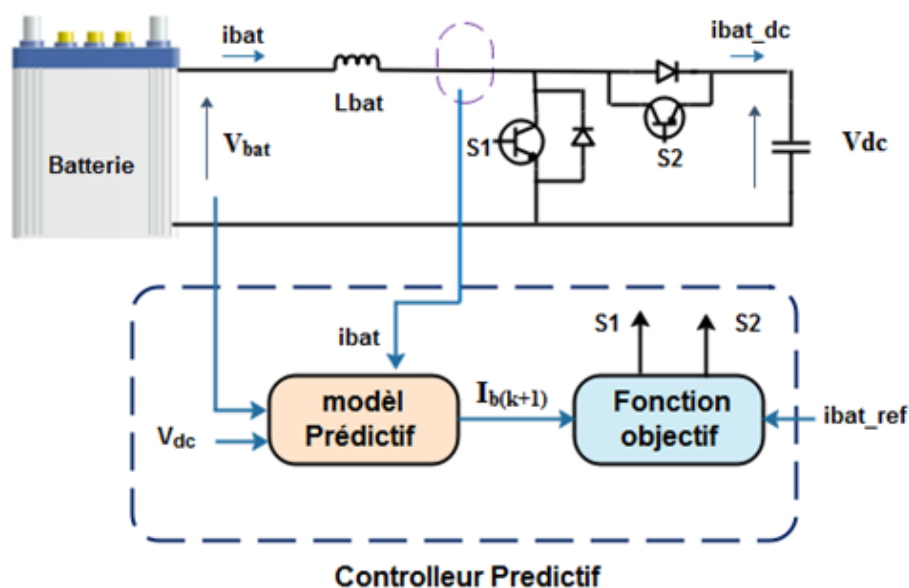 ibat
ibat_dc
Lbat
Vbat
Batterie
S1
S2
Vdc
S1
S2
ibat
modèl
Prédictif
Ib(k+1)
Fonction
objectif
ibat_ref
Vdc
Controlleur Predictif